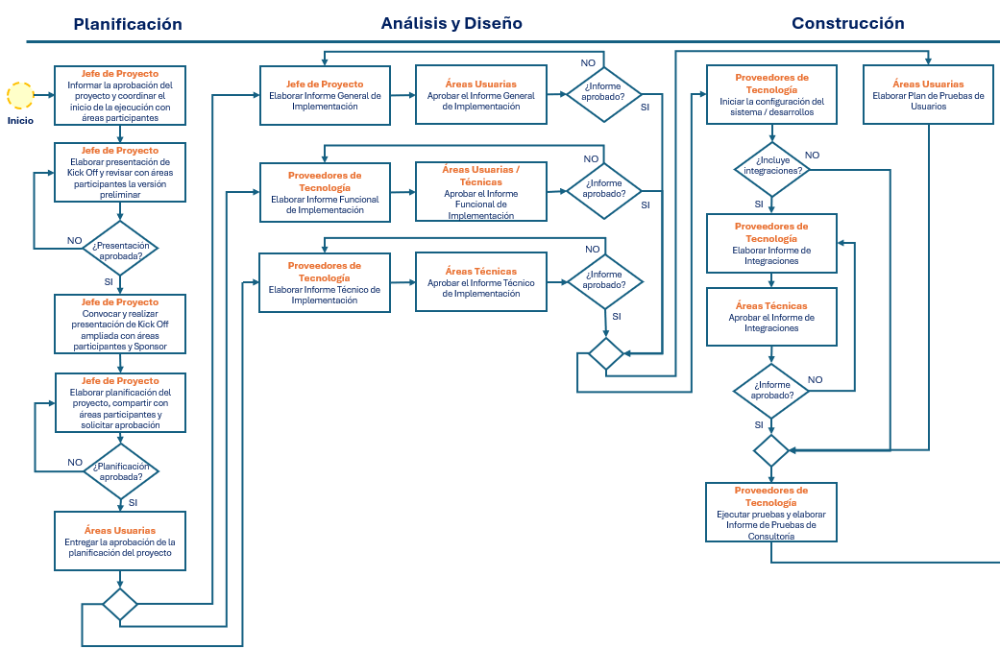 Planificación
Análisis y Diseño
Construcción
Inicio
Jefe de Proyecto
Informar la aprobación del
proyecto y coordinar el
inicio de la ejecución con
áreas participantes
Jefe de Proyecto
Elaborar presentación de
Kick Off y revisar con áreas
participantes la versión
preliminar
¿Presentación
aprobada?
NO
SI
Jefe de Proyecto
Convocar y realizar
presentación de Kick Off
ampliada con áreas
participantes y Sponsor
Jefe de Proyecto
Elaborar planificación del
proyecto, compartir con
áreas participantes y
solicitar aprobación
¿Planificación
aprobada?
NO
SI
Áreas Usuarias
Entregar la aprobación de la
planificación del proyecto
Jefe de Proyecto
Elaborar Informe General de
Implementación
Áreas Usuarias
Aprobar el Informe General
de Implementación
¿Informe
aprobado?
NO
SI
Proveedores de
Tecnología
Elaborar Informe Funcional
de Implementación
Áreas Usuarias /
Técnicas
Aprobar el Informe
Funcional de
Implementación
¿Informe
aprobado?
NO
SI
Proveedores de
Tecnología
Elaborar Informe Técnico de
Implementación
Áreas Técnicas
Aprobar el Informe Técnico
de Implementación
¿Informe
aprobado?
NO
SI
Proveedores de
Tecnología
Iniciar la configuración del
sistema / desarrollos
Áreas Usuarias
Elaborar Plan de Pruebas de
Usuarios
¿Incluye
integraciones?
NO
SI
Proveedores de
Tecnología
Elaborar Informe de
Integraciones
Áreas Técnicas
Aprobar el Informe de
Integraciones
¿Informe
aprobado?
NO
SI
Proveedores de
Tecnología
Ejecutar pruebas y elaborar
Informe de Pruebas de
Consultoría